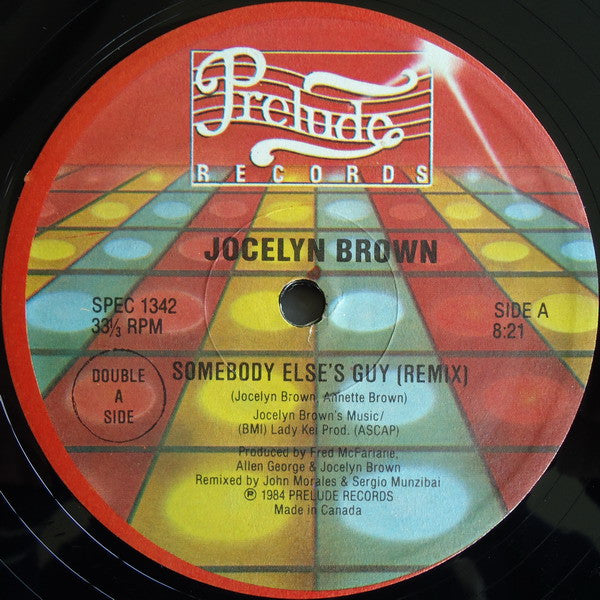 Prelude
RECORDS
JOCELYN BROWN
SPEC 1342
33⅓ RPM
SIDE A
8:21
DOUBLE
A
SIDE
SOMEBODY ELSE'S GUY (REMIX)
(Jocelyn Brown, Annette Brown)
Jocelyn Brown's Music/
(BMI) Lady Kei Prod. (ASCAP)
Produced by Fred McFarlane,
Allen George & Jocelyn Brown
Remixed by John Morales & Sergio Munzibai
℗ 1984 PRELUDE RECORDS
Made in Canada